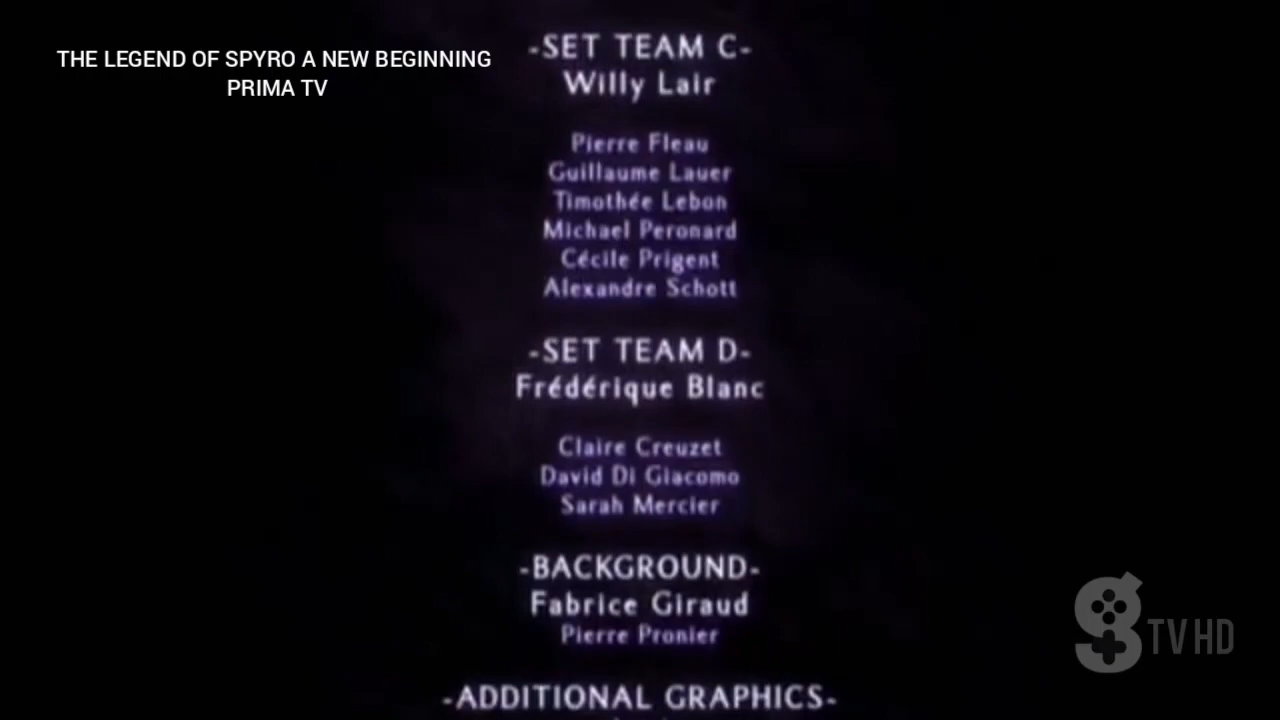 THE LEGEND OF SPYRO A NEW BEGINNING
PRIMA TV
-SET TEAM C-
Willy Lair
Pierre Fleau
Guillaume Lauer
Timothée Lebon
Michael Peronard
Cécile Prigent
Alexandre Schott
-SET TEAM D-
Frédérique Blanc
Claire Creuzet
David Di Giacomo
Sarah Mercier
-BACKGROUND-
Fabrice Giraud
Pierre Pronier
-ADDITIONAL GRAPHICS-
g TV HD